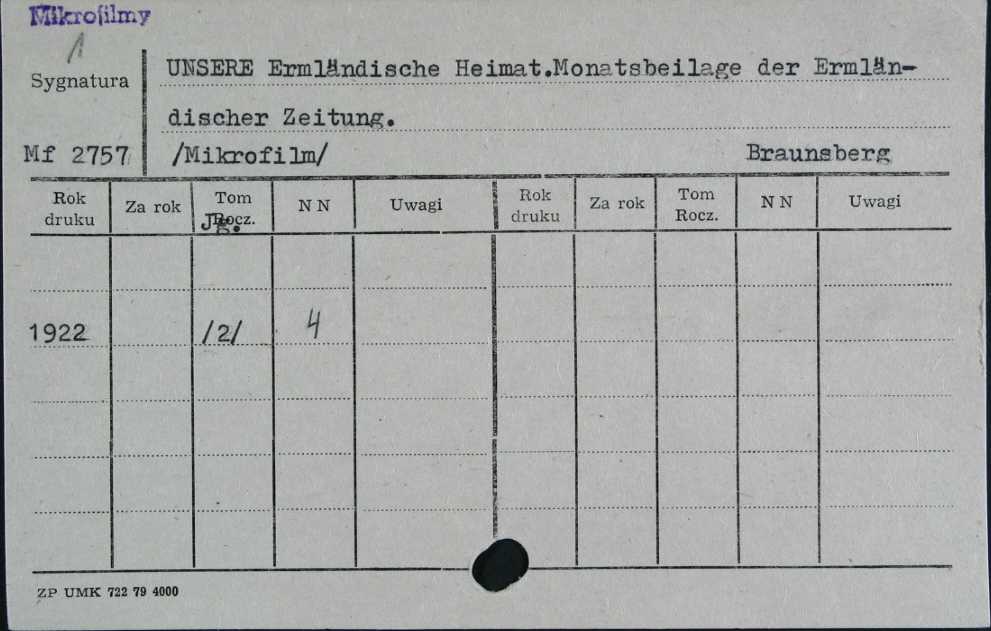 Mikrofilmy
Sygnatura
UNSERE Ermländische Heimat.Monatsbeilage der Ermlän-
discher Zeitung.
Mf 2757 /Mikrofilm/ Braunsberg
Rok druku Za rok Tom Rocz. Jg. N N Uwagi Rok druku Za rok Tom Rocz. N N Uwagi
1922 /2/ 4
ZP UMK 722 79 4000